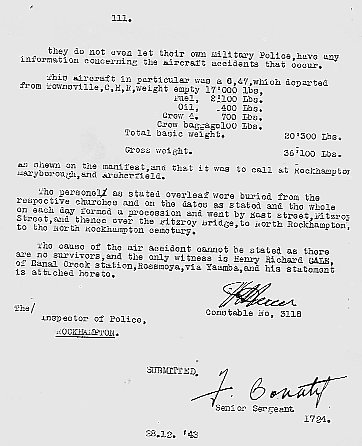 111.
they do not even let their own Military Police, have any
information concerning the aircraft accidents that occur.
This Aircraft in particular was a C,47, which departed
from Townsville, Weight empty 17'000 Lbs,
Fuel, 2'100 Lbs.
Oil, 400 Lbs.
Crew 4. 700 Lbs.
Crew baggage 100 Lbs.
Total basic weight. 20'300 Lbs.
Gross weight. 36'100 Lbs.
as shewn on the manifest, and that it was to call at Rockhampton
Maryborough, and Archerfield.
The personell as stated overleaf were buried from the
respective churches and on the dates as stated and the whole
on each day formed a procession and went by East street, Fitzroy
Street, and thence over the Fitzroy Bridge, to North Rockhampton,
to the North Rockhampton cemetury.
The cause of the air accident cannot be stated as there
are no survivors, and the only witness is Henry Richard
of Canal Creek station, Rossmoya, via Yaamba, and his statement
is attached hereto.
Constable No, 3118
The/
Inspector of Police,
ROCKHAMPTON.
SUBMITTED.
Senior Sergeant
1724.
28.12. '43